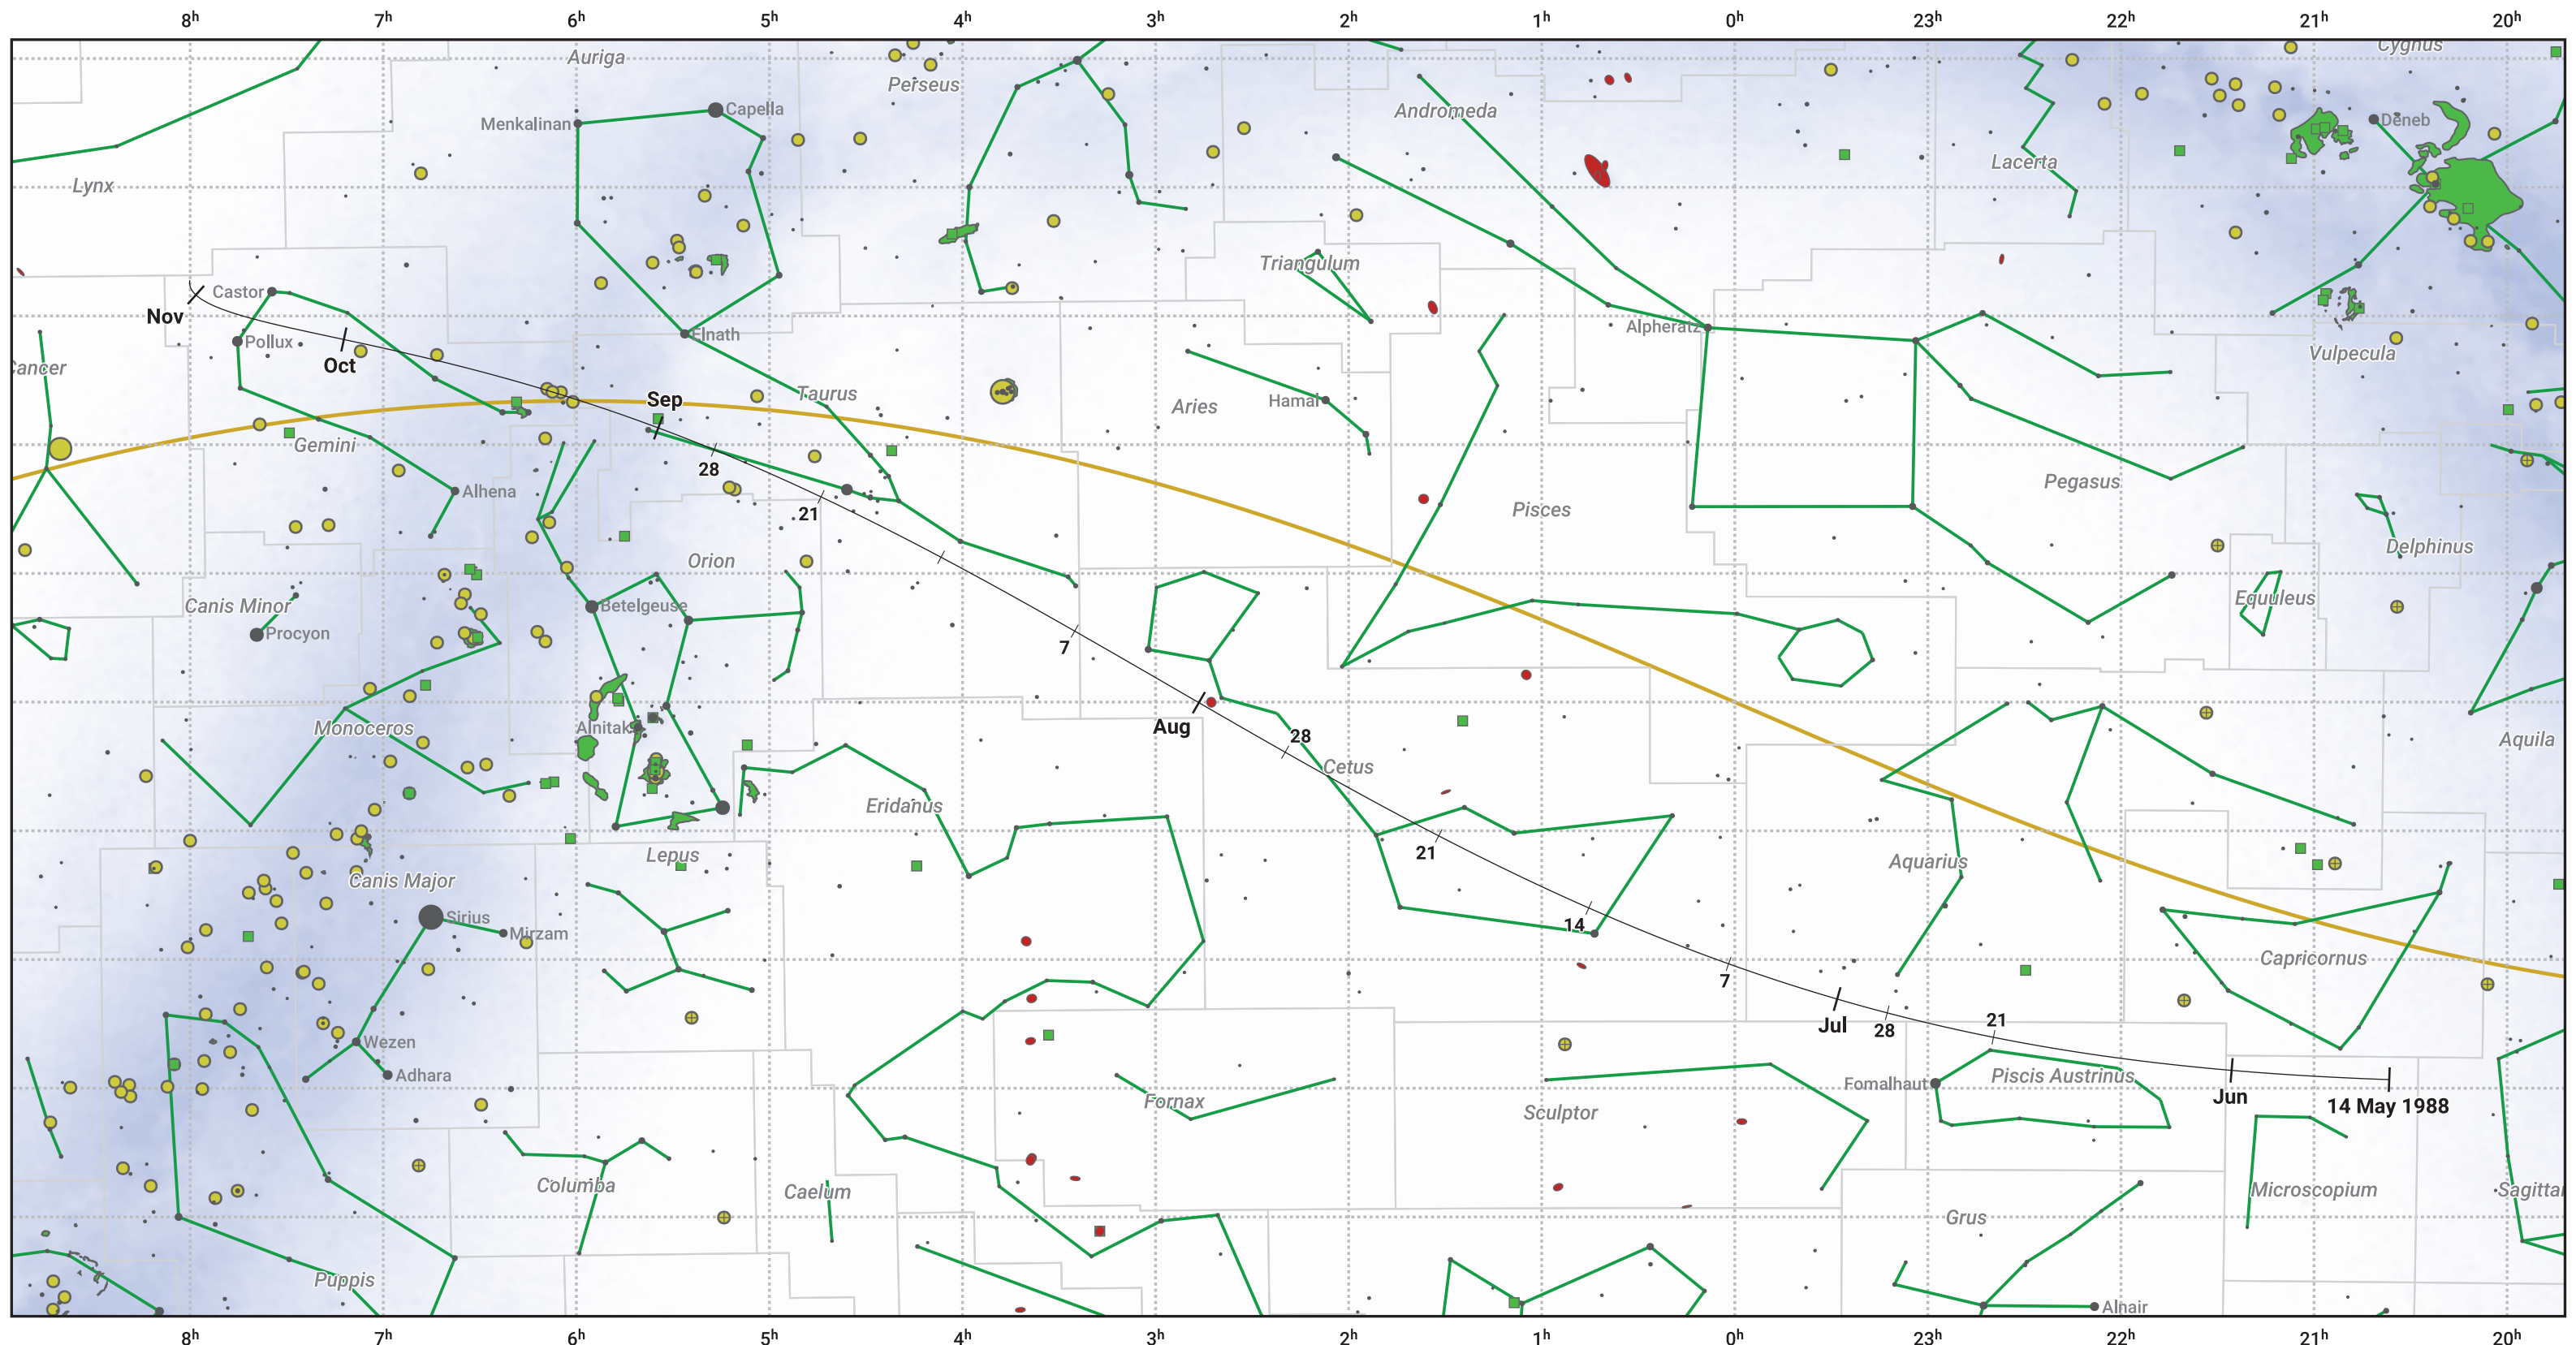 8h 7h 6h 5h 4h 3h 2h 1h 0h 23h 22h 21h 20h
Auriga
Cygnus
Perseus
Andromeda
Capella
Menkalinan
Deneb
Lacerta
Lynx
Triangulum
Castor
Nov
Alpheratz
Elnath
Pollux
Vulpecula
Oct
Cancer
Taurus
Sep
Hamal
Aries
Gemini
28
Pegasus
Alhena
21
Pisces
Delphinus
Orion
Equuleus
Canis Minor
Betelgeuse
Procyon
7
Monoceros
Alnitak
Aug
28
Aquila
Cetus
Eridanus
Lepus
21
Aquarius
Canis Major
Sirius
14
Mirzam
Capricornus
7
Jul
28
21
Wezen
Adhara
Fomalhaut
Piscis Austrinus
Jun
14 May 1988
Fornax
Sculptor
Columba
Caelum
Microscopium
Sagittar
Grus
Puppis
Alnair
8h 7h 6h 5h 4h 3h 2h 1h 0h 23h 22h 21h 20h